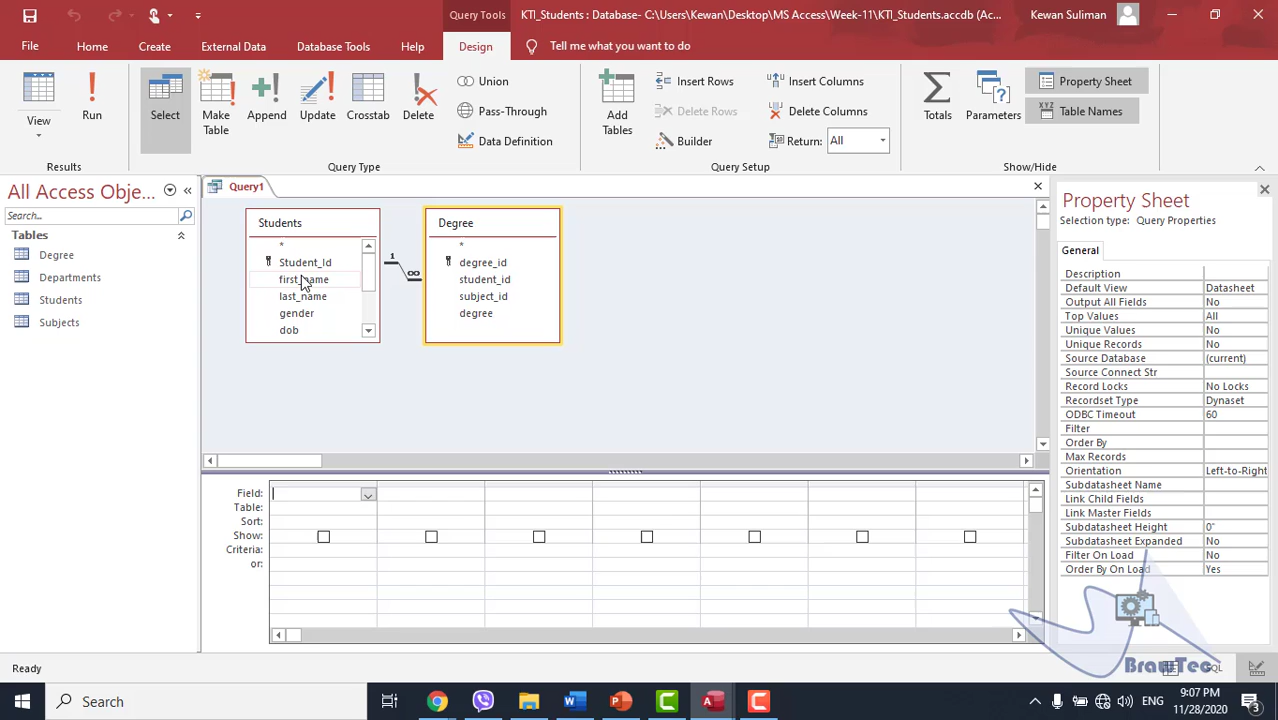 Query Tools
KTI_Students : Database- C:\Users\Kewan\Desktop\MS Access\Week-11\KTI_Students.accdb (Ac...
Kewan Suliman
File
Home
Create
External Data
Database Tools
Help
Design
Tell me what you want to do
View
Run
Select
Make
Table
Append
Update
Crosstab
Delete
Union
Pass-Through
Data Definition
Add
Tables
Insert Rows
Delete Rows
Builder
Insert Columns
Delete Columns
Return:
All
Totals
Parameters
Property Sheet
XYZ
Table Names
Results
Query Type
Query Setup
Show/Hide
All Access Obje...
Search...
Tables
Degree
Departments
Students
Subjects
Query1
Students
*
Student_Id
first_name
last_name
gender
dob
1
∞
Degree
*
degree_id
student_id
subject_id
degree
Field:
Table:
Sort:
Show:
Criteria:
or:
Property Sheet
Selection type: Query Properties
General
Description
Default View Datasheet
Output All Fields No
Top Values All
Unique Values No
Unique Records No
Source Database (current)
Source Connect Str
Record Locks No Locks
Recordset Type Dynaset
ODBC Timeout 60
Filter
Order By
Max Records
Orientation Left-to-Right
Subdatasheet Name
Link Child Fields
Link Master Fields
Subdatasheet Height 0"
Subdatasheet Expanded No
Filter On Load No
Order By On Load Yes
BrauTec
SQL
Ready
Search
ENG
9:07 PM
11/28/2020
3